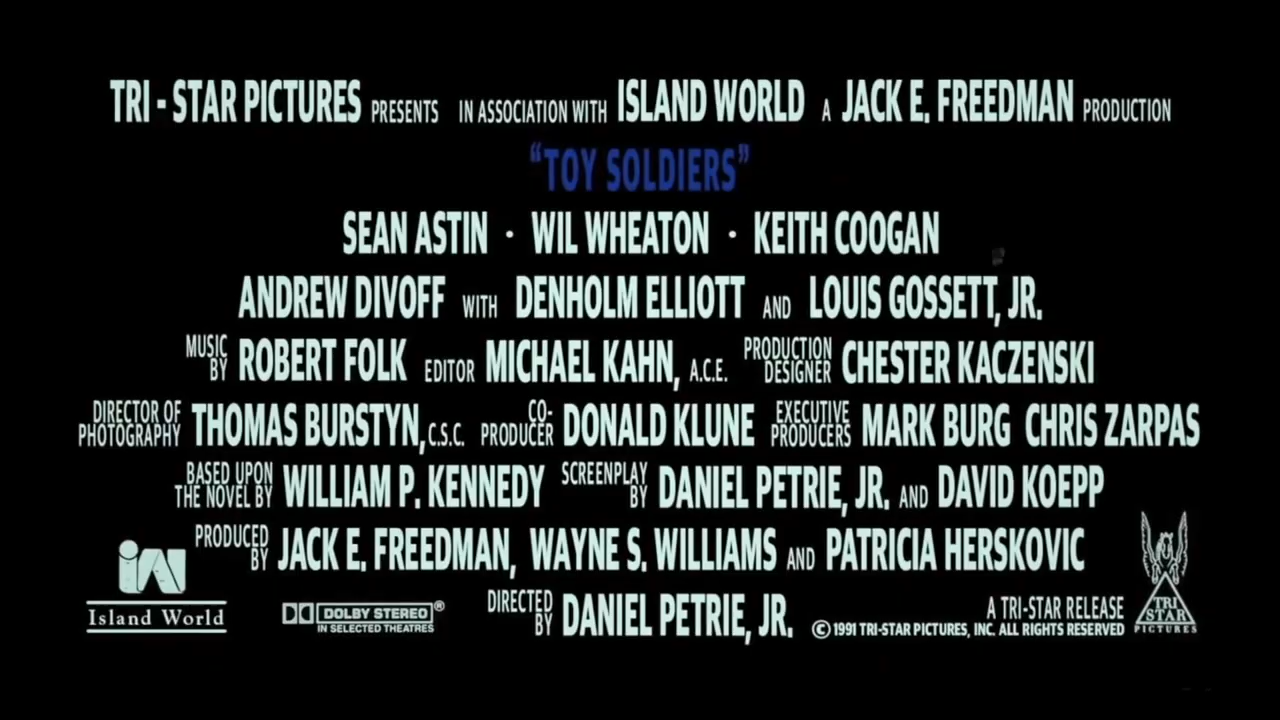 TRI-STAR PICTURES PRESENTS IN ASSOCIATION WITH ISLAND WORLD A JACK E. FREEDMAN PRODUCTION
"TOY SOLDIERS"
SEAN ASTIN · WIL WHEATON · KEITH COOGAN
ANDREW DIVOFF WITH DENHOLM ELLIOTT AND LOUIS GOSSETT, JR.
MUSIC BY ROBERT FOLK EDITOR MICHAEL KAHN, A.C.E. PRODUCTION DESIGNER CHESTER KACZENSKI
DIRECTOR OF PHOTOGRAPHY THOMAS BURSTYN, C.S.C. CO-PRODUCER DONALD KLUNE EXECUTIVE PRODUCERS MARK BURG CHRIS ZARPAS
BASED UPON THE NOVEL BY WILLIAM P. KENNEDY SCREENPLAY BY DANIEL PETRIE, JR. AND DAVID KOEPP
PRODUCED BY JACK E. FREEDMAN, WAYNE S. WILLIAMS AND PATRICIA HERSKOVIC
iW
Island World
DOLBY STEREO®
IN SELECTED THEATRES
DIRECTED BY DANIEL PETRIE, JR.
A TRI-STAR RELEASE
©1991 TRI-STAR PICTURES, INC. ALL RIGHTS RESERVED
TRI
STAR
PICTURES